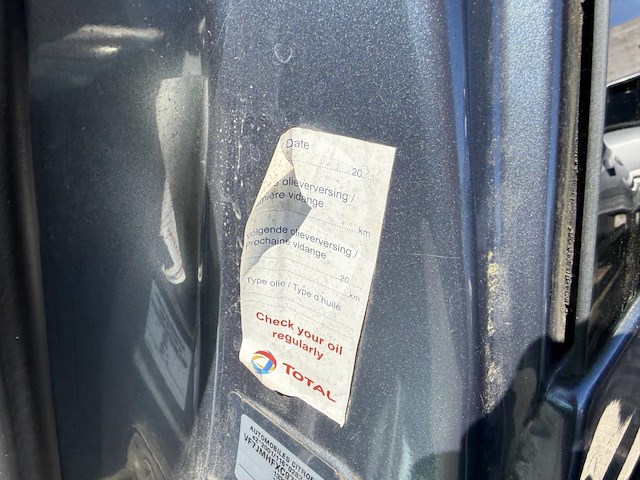 Date
20
olieverversing /
vidange
km
volgende olieverversing /
Prochaine vidange
20
km
Type olie / Type d'huile
Check your oil
regularly
TOTAL
AUTOMOBILES CITROE